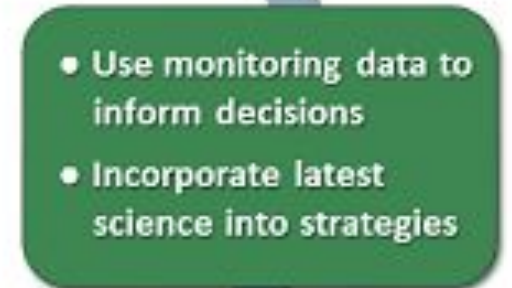 • Use monitoring data to
inform decisions
• Incorporate latest
science into strategies